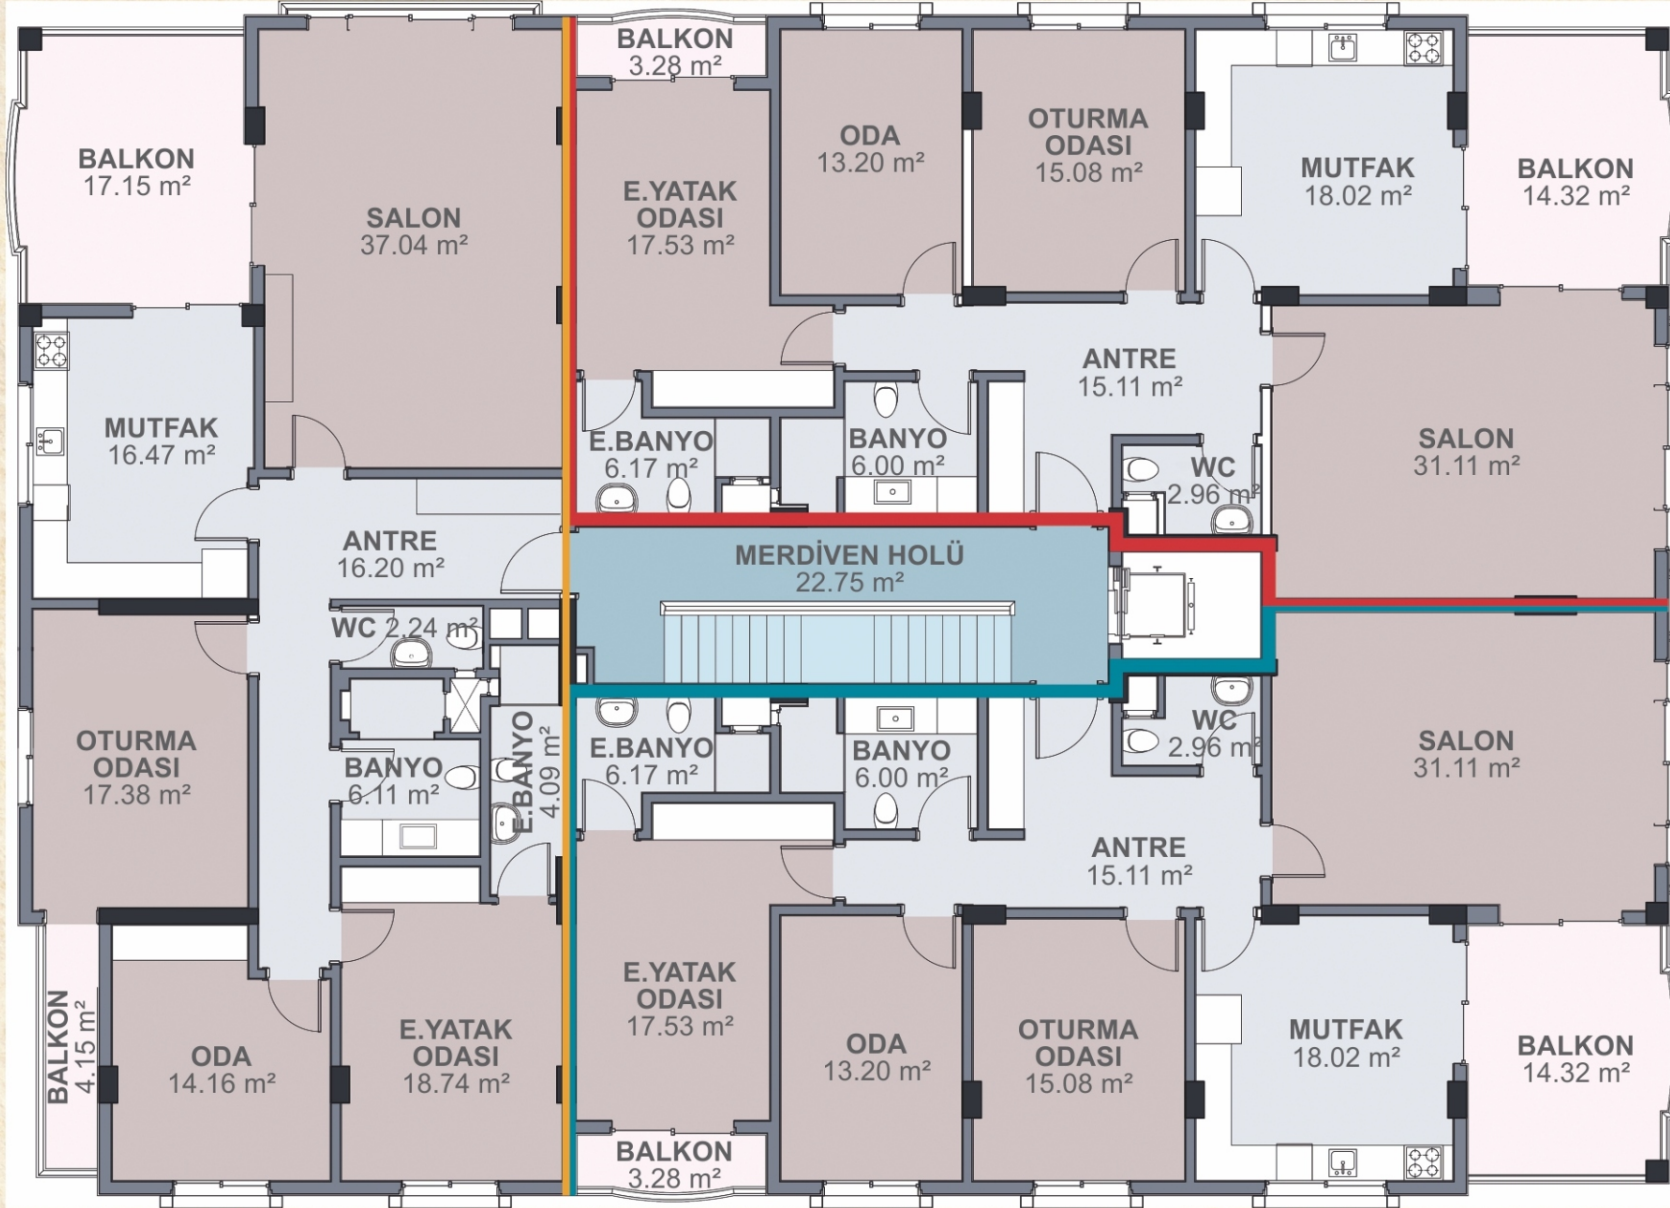 BALKON
17.15 m²
SALON
37.04 m²
MUTFAK
16.47 m²
ANTRE
16.20 m²
WC 2.24 m²
OTURMA
ODASI
17.38 m²
BANYO
6.11 m²
E.BANYO
4.09 m²
BALKON
4.15 m²
ODA
14.16 m²
E.YATAK
ODASI
18.74 m²
BALKON
3.28 m²
E.YATAK
ODASI
17.53 m²
ODA
13.20 m²
OTURMA
ODASI
15.08 m²
MUTFAK
18.02 m²
BALKON
14.32 m²
ANTRE
15.11 m²
E.BANYO
6.17 m²
BANYO
6.00 m²
WC
2.96 m²
SALON
31.11 m²
MERDİVEN HOLÜ
22.75 m²
E.BANYO
6.17 m²
BANYO
6.00 m²
WC
2.96 m²
SALON
31.11 m²
ANTRE
15.11 m²
E.YATAK
ODASI
17.53 m²
ODA
13.20 m²
OTURMA
ODASI
15.08 m²
MUTFAK
18.02 m²
BALKON
14.32 m²
BALKON
3.28 m²